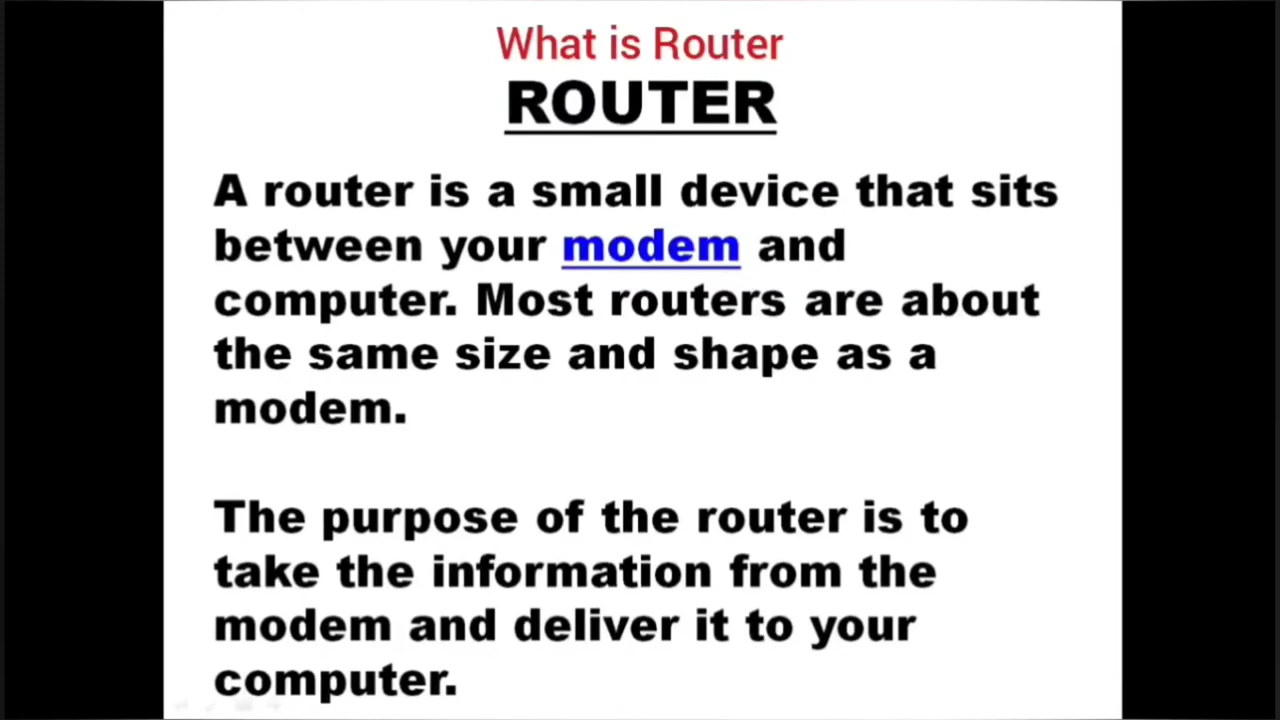 What is Router
ROUTER
A router is a small device that sits
between your modem and
computer. Most routers are about
the same size and shape as a
modem.
The purpose of the router is to
take the information from the
modem and deliver it to your
computer.